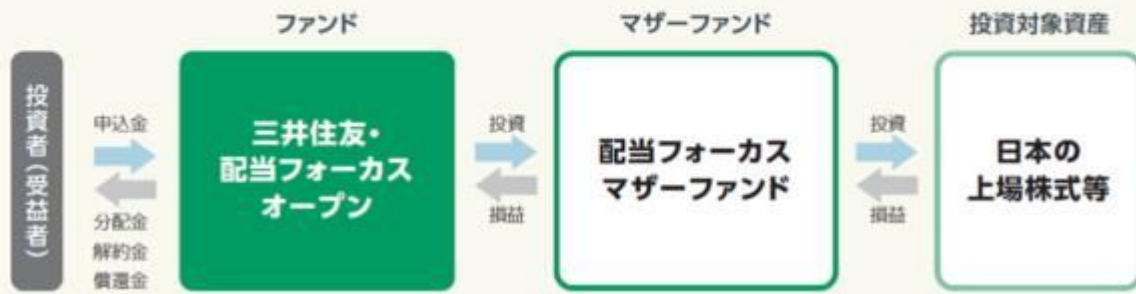 ファンド
マザーファンド
投資対象資産
投資者(受益者)
申込金
分配金
解約金
償還金
三井住友・
配当フォーカス
オープン
投資
損益
配当フォーカス
マザーファンド
投資
損益
日本の
上場株式等